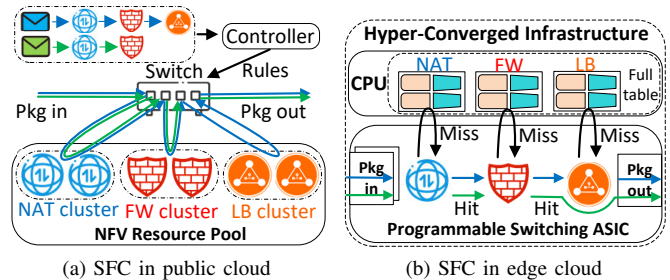 Controller
Switch
Rules
Pkg in
Pkg out
NAT cluster
FW cluster
LB cluster
NFV Resource Pool
(a) SFC in public cloud
Hyper-Converged Infrastructure
NAT
FW
LB
CPU
Full
table
Miss
Miss
Miss
Pkg
in
Pkg
out
Hit
Hit
Programmable Switching ASIC
(b) SFC in edge cloud